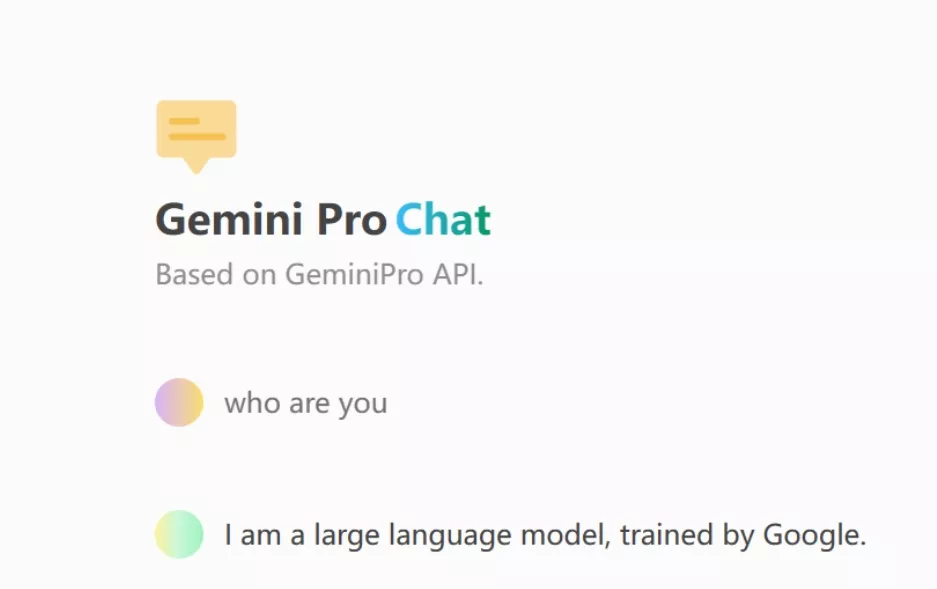 Gemini Pro Chat
Based on GeminiPro API.
who are you
I am a large language model, trained by Google.